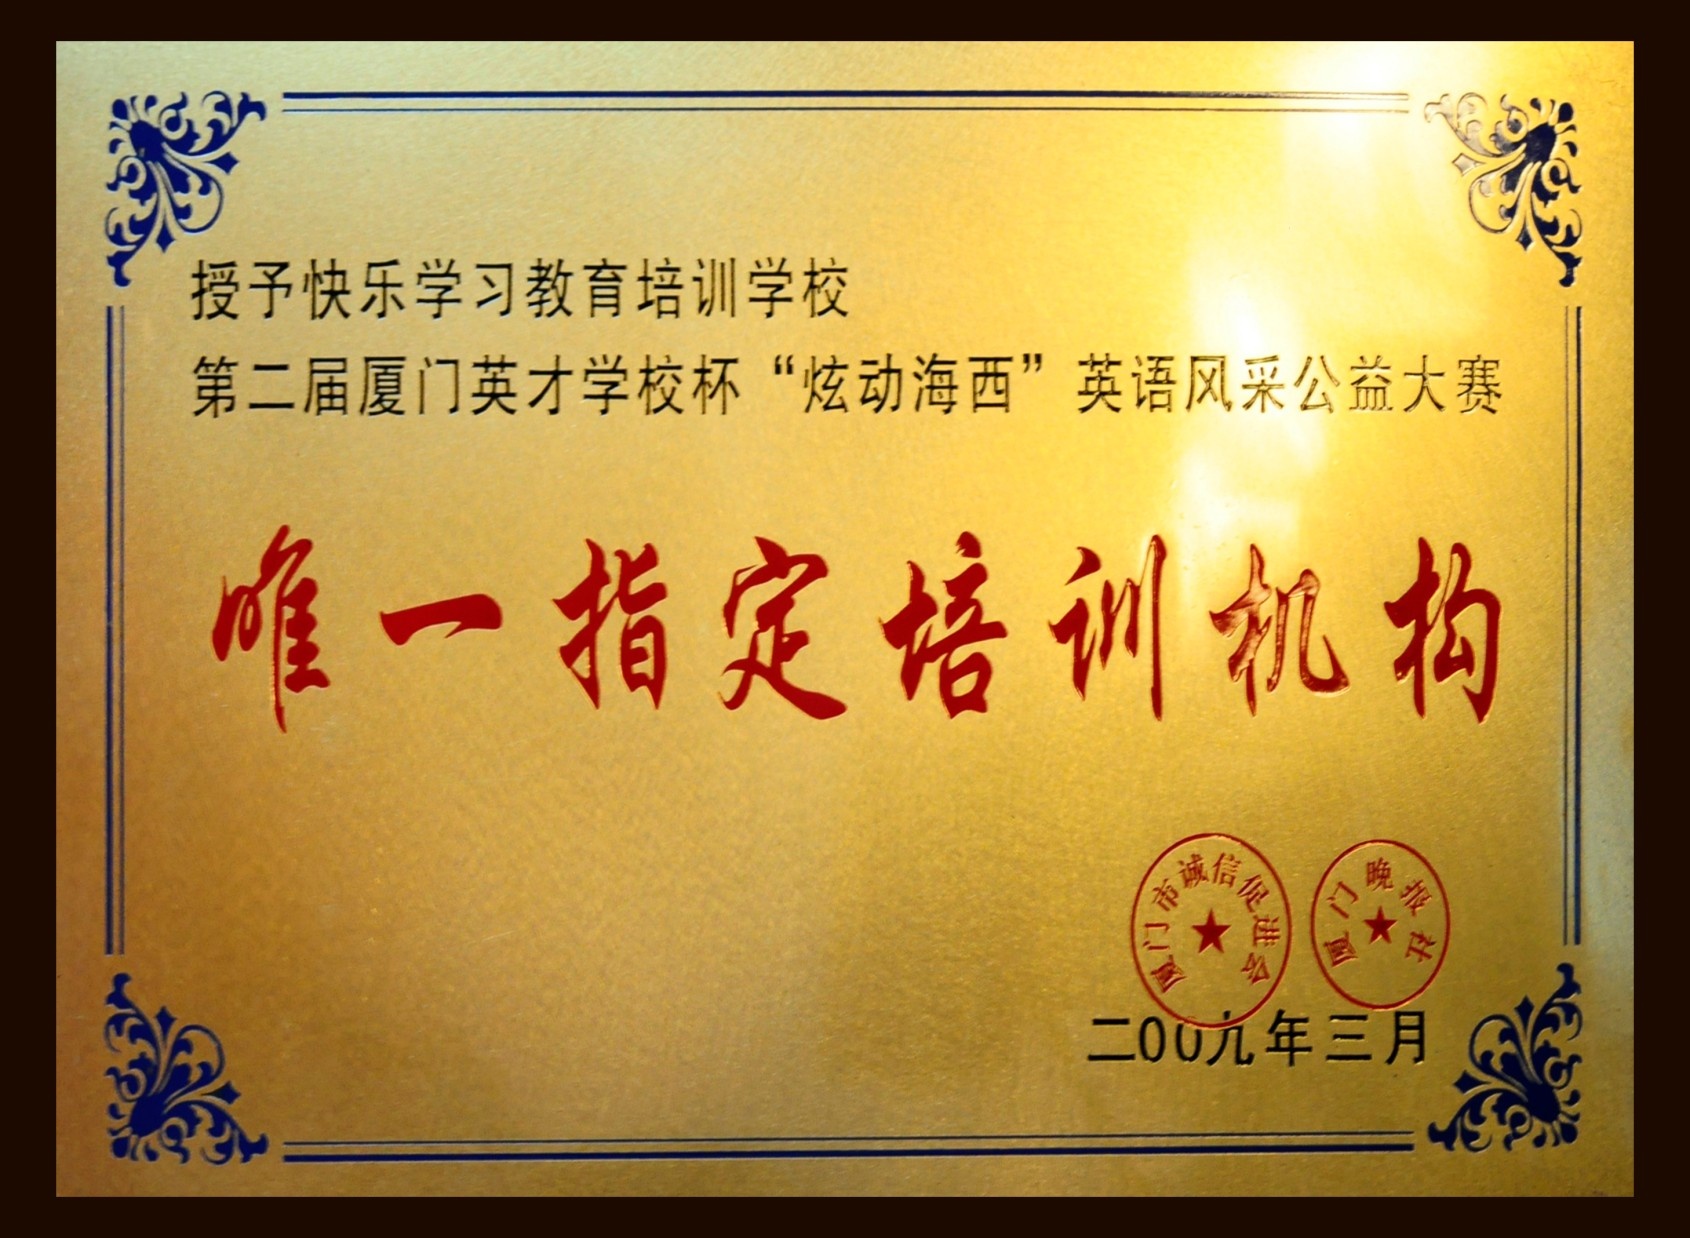 授予快乐学习教育培训学校
第二届厦门英才学校杯“炫动海西”英语风采公益大赛
唯一指定培训机构
厦门市诚信促进会
厦门晚报社
二00九年三月